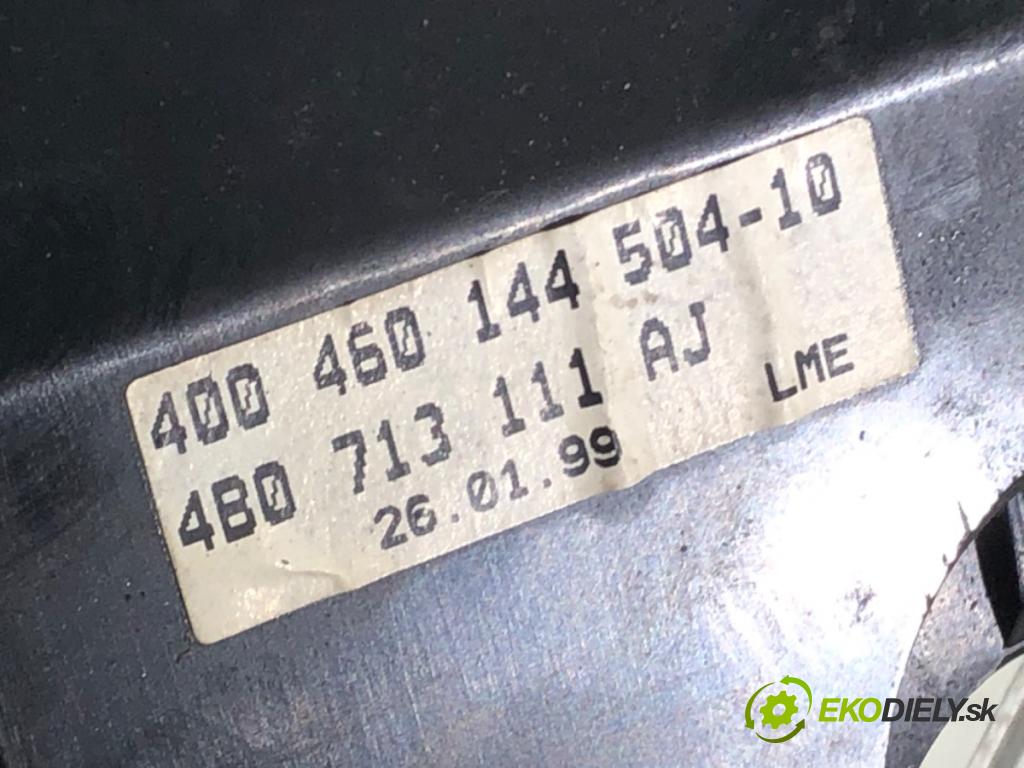 400 460 144 504-10
4B0 713 111 AJ
26.01.99 LME
EKODIELY.sk